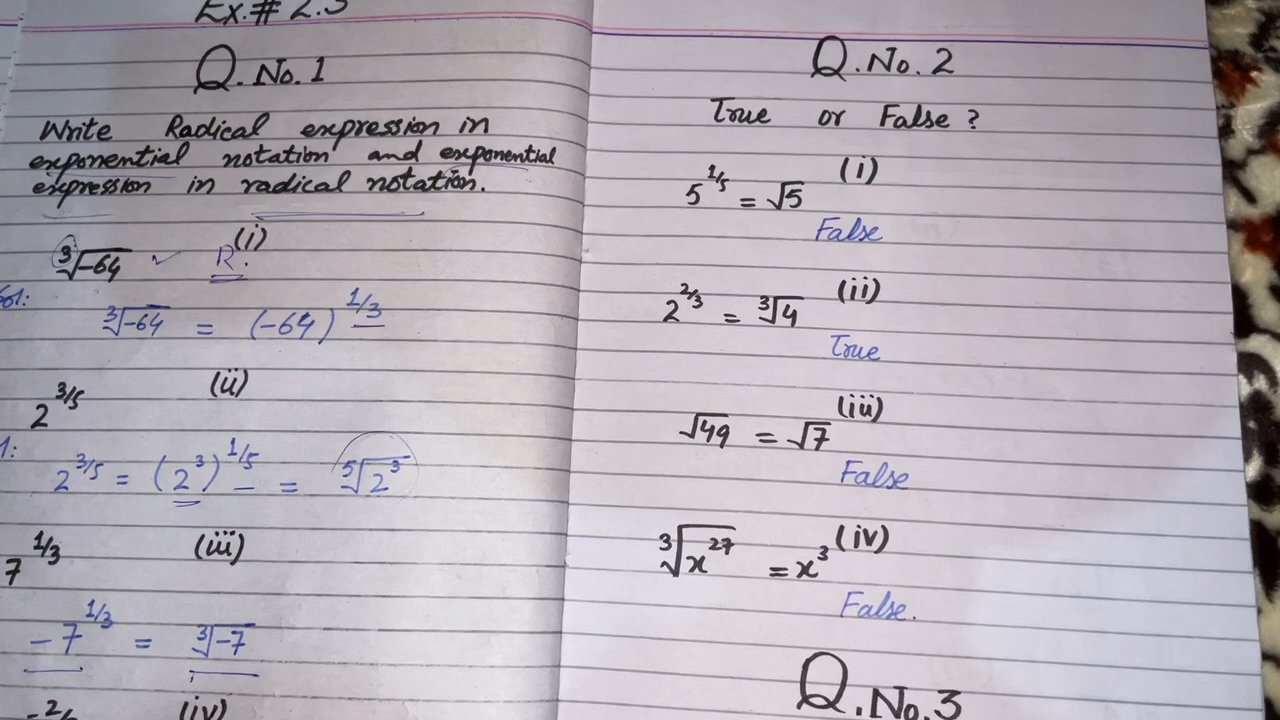 Ex.# 2.3
Q.No.1
Write Radical expression in
exponential notation and exponential
expression in radical notation.
(i)
∛-64 ✓ R.
Sol:
∛-64 = (-64)^1/3
(ii)
2^3/5
2^3/5 = (2^3)^1/5 = ⁵√2^3
(iii)
7^1/3
-7^1/3 = ∛-7
(iv)
Q.No.2
True or False ?
(i)
5^1/5 = √5
False
(ii)
2^2/3 = ∛4
True
(iii)
√49 = √7
False
(iv)
∛x^27 = x^3
False.
Q.No.3